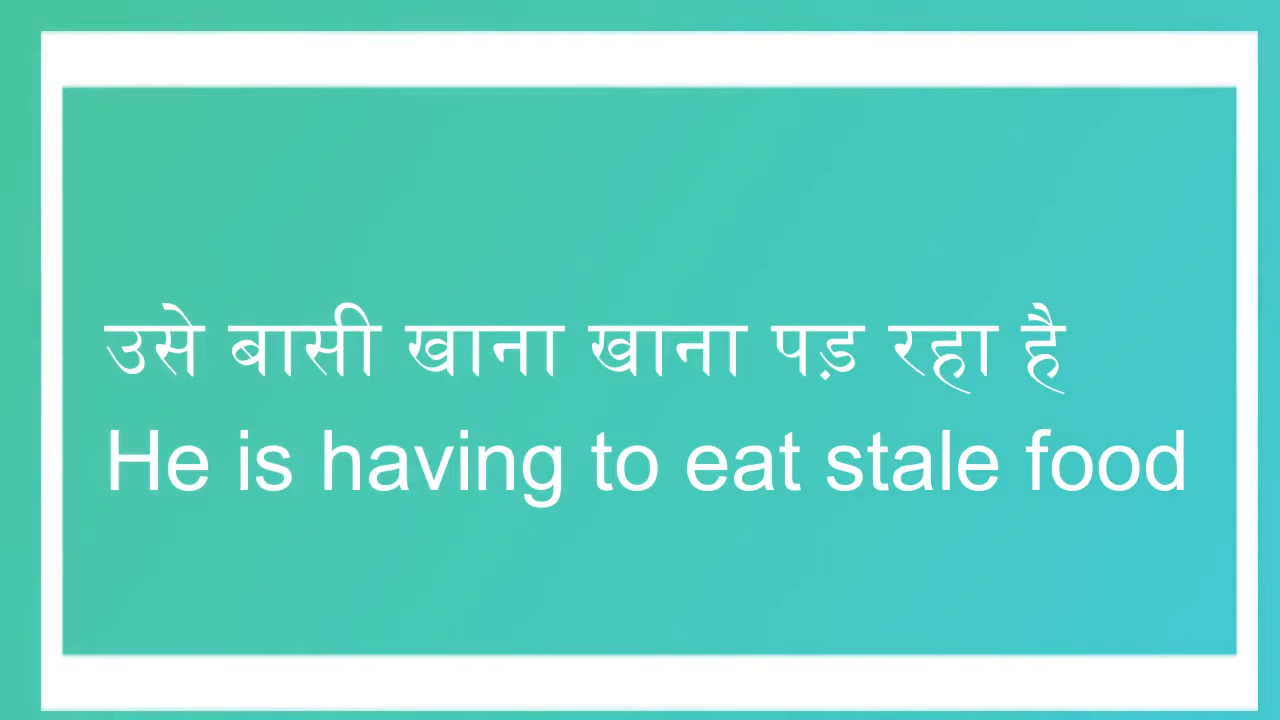 उसे बासी खाना खाना पड़ रहा है
He is having to eat stale food